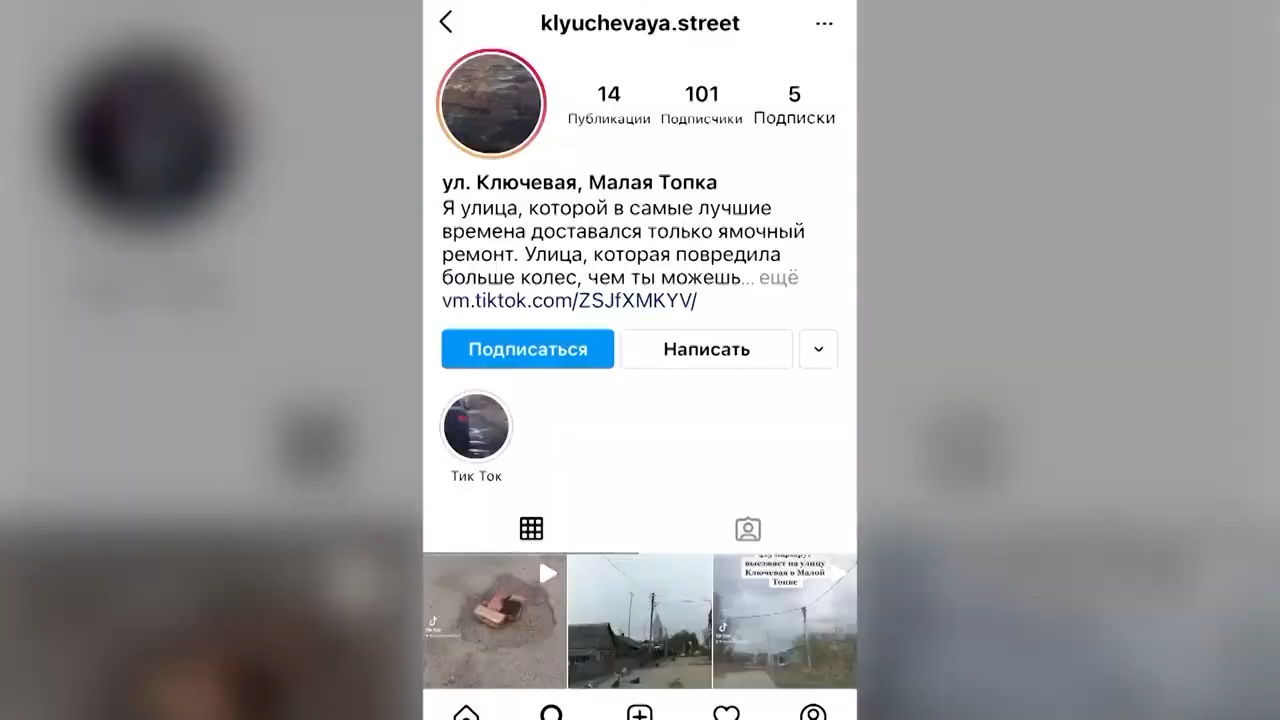 klyuchevaya.street
14
101
5
Публикации
Подписчики
Подписки
ул. Ключевая, Малая Топка
Я улица, которой в самые лучшие
времена доставался только ямочный
ремонт. Улица, которая повредила
больше колес, чем ты можешь... ещё
vm.tiktok.com/ZSJfXMKYV/
Подписаться
Написать
Тик Ток
выезжает на улицу
Ключевая в Малой
Топке